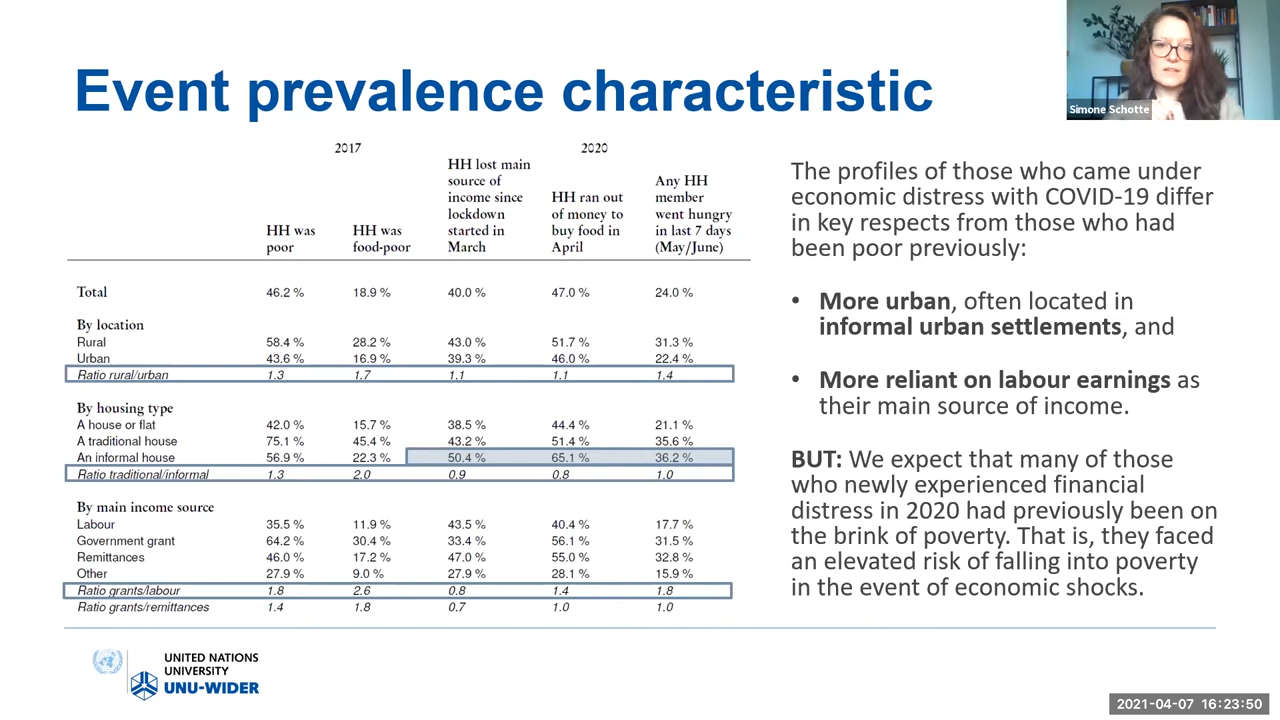 Event prevalence characteristic
Simone Schotte
2017 2020
HH was poor
HH was food-poor
HH lost main source of income since lockdown started in March
HH ran out of money to buy food in April
Any HH member went hungry in last 7 days (May/June)
Total 46.2 % 18.9 % 40.0 % 47.0 % 24.0 %
By location
Rural 58.4 % 28.2 % 43.0 % 51.7 % 31.3 %
Urban 43.6 % 16.9 % 39.3 % 46.0 % 22.4 %
Ratio rural/urban 1.3 1.7 1.1 1.1 1.4
By housing type
A house or flat 42.0 % 15.7 % 38.5 % 44.4 % 21.1 %
A traditional house 75.1 % 45.4 % 43.2 % 51.4 % 35.6 %
An informal house 56.9 % 22.3 % 50.4 % 65.1 % 36.2 %
Ratio traditional/informal 1.3 2.0 0.9 0.8 1.0
By main income source
Labour 35.5 % 11.9 % 43.5 % 40.4 % 17.7 %
Government grant 64.2 % 30.4 % 33.4 % 56.1 % 31.5 %
Remittances 46.0 % 17.2 % 47.0 % 55.0 % 32.8 %
Other 27.9 % 9.0 % 27.9 % 28.1 % 15.9 %
Ratio grants/labour 1.8 2.6 0.8 1.4 1.8
Ratio grants/remittances 1.4 1.8 0.7 1.0 1.0
The profiles of those who came under
economic distress with COVID-19 differ
in key respects from those who had
been poor previously:
• More urban, often located in
informal urban settlements, and
• More reliant on labour earnings as
their main source of income.
BUT: We expect that many of those
who newly experienced financial
distress in 2020 had previously been on
the brink of poverty. That is, they faced
an elevated risk of falling into poverty
in the event of economic shocks.
UNITED NATIONS
UNIVERSITY
UNU-WIDER
2021-04-07 16:23:50